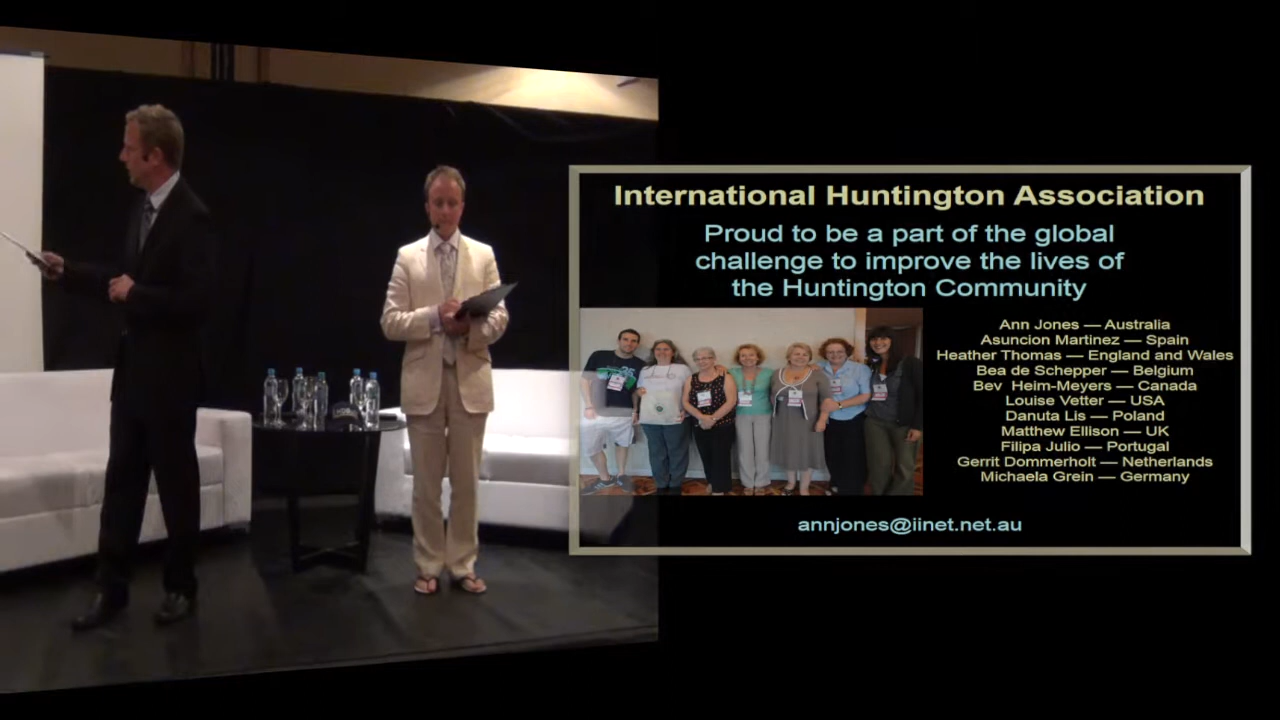 International Huntington Association
Proud to be a part of the global
challenge to improve the lives of
the Huntington Community
Ann Jones — Australia
Asuncion Martinez — Spain
Heather Thomas — England and Wales
Bea de Schepper — Belgium
Bev Heim-Meyers — Canada
Louise Vetter — USA
Danuta Lis — Poland
Matthew Ellison — UK
Filipa Julio — Portugal
Gerrit Dommerholt — Netherlands
Michaela Grein — Germany
annjones@iinet.net.au